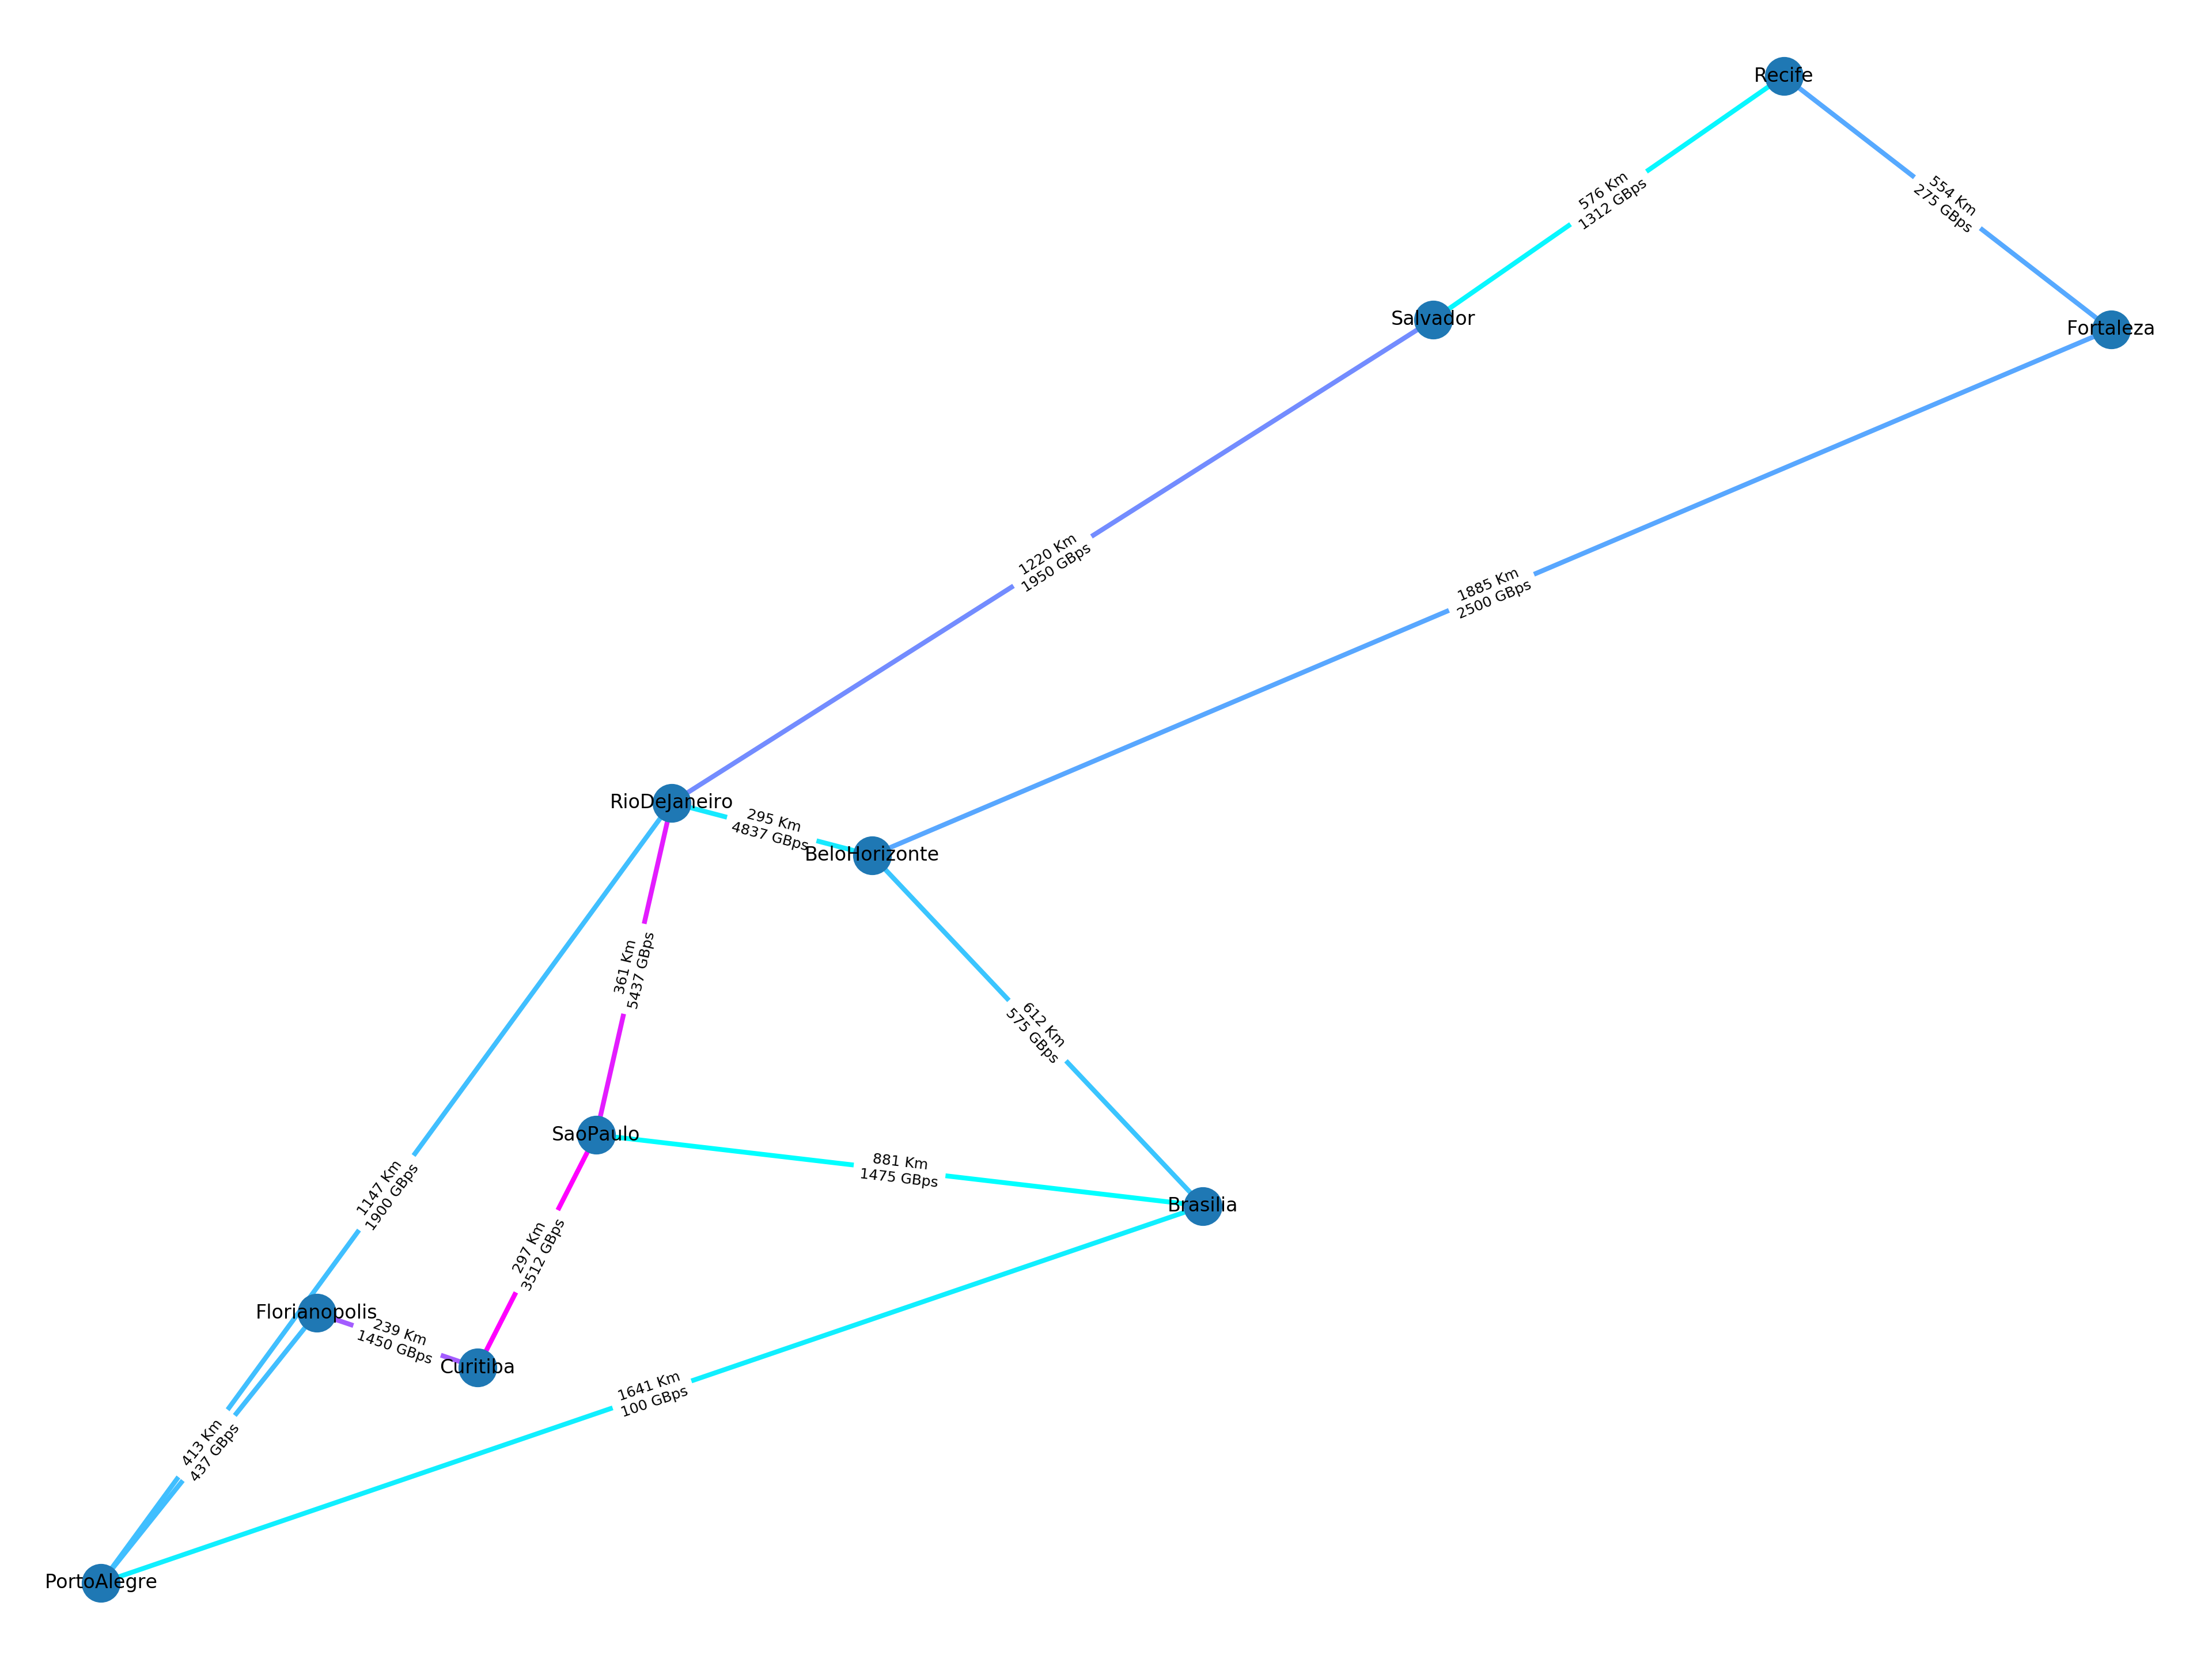 Recife
576 Km
1312 GBps
554 Km
275 GBps
Salvador
Fortaleza
1220 Km
1950 GBps
1885 Km
2500 GBps
RioDeJaneiro
295 Km
4837 GBps
BeloHorizonte
361 Km
5437 GBps
612 Km
575 GBps
SaoPaulo
881 Km
1475 GBps
1147 Km
1900 GBps
Brasilia
297 Km
3512 GBps
Florianopolis
239 Km
1450 GBps
Curitiba
1641 Km
100 GBps
413 Km
437 GBps
PortoAlegre